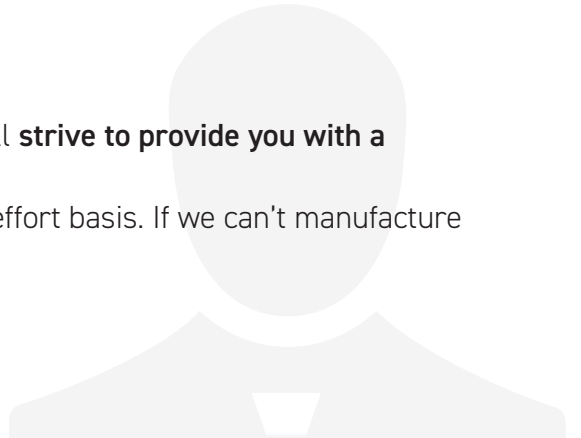 strive to provide you with a
effort basis. If we can't manufacture